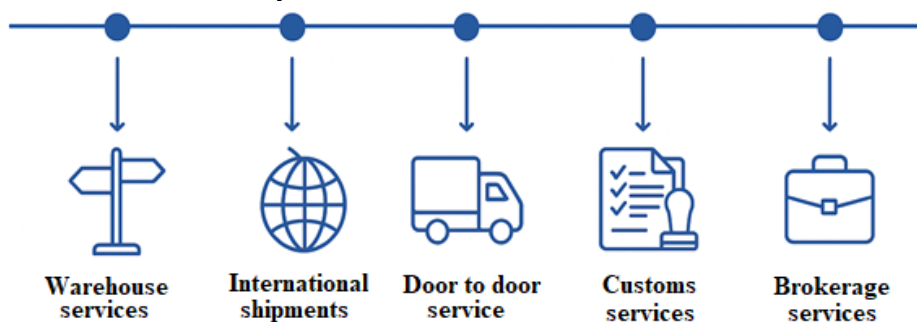 Warehouse
services
International
shipments
Door to door
service
Customs
services
Brokerage
services